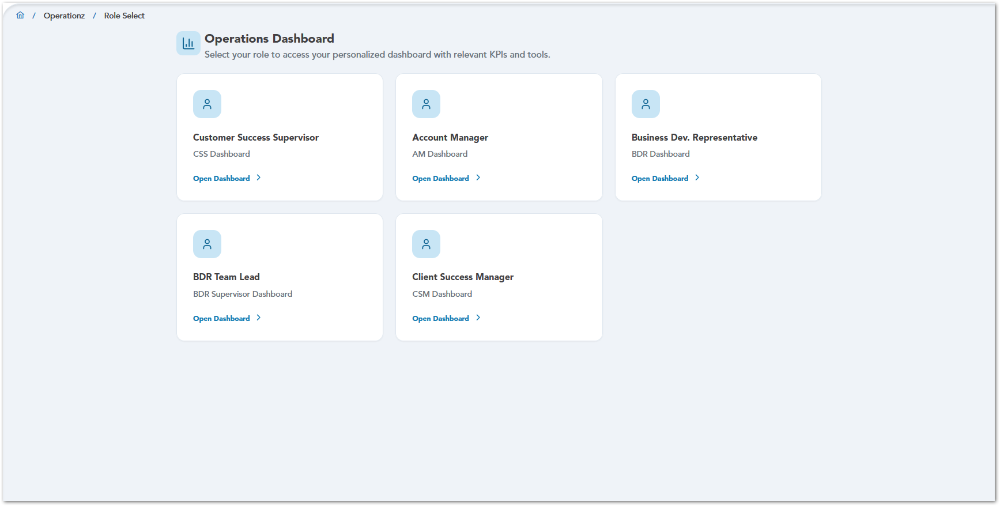 / Operationz / Role Select
Operations Dashboard
Select your role to access your personalized dashboard with relevant KPIs and tools.
Customer Success Supervisor
CSS Dashboard
Open Dashboard
Account Manager
AM Dashboard
Open Dashboard
Business Dev. Representative
BDR Dashboard
Open Dashboard
BDR Team Lead
BDR Supervisor Dashboard
Open Dashboard
Client Success Manager
CSM Dashboard
Open Dashboard